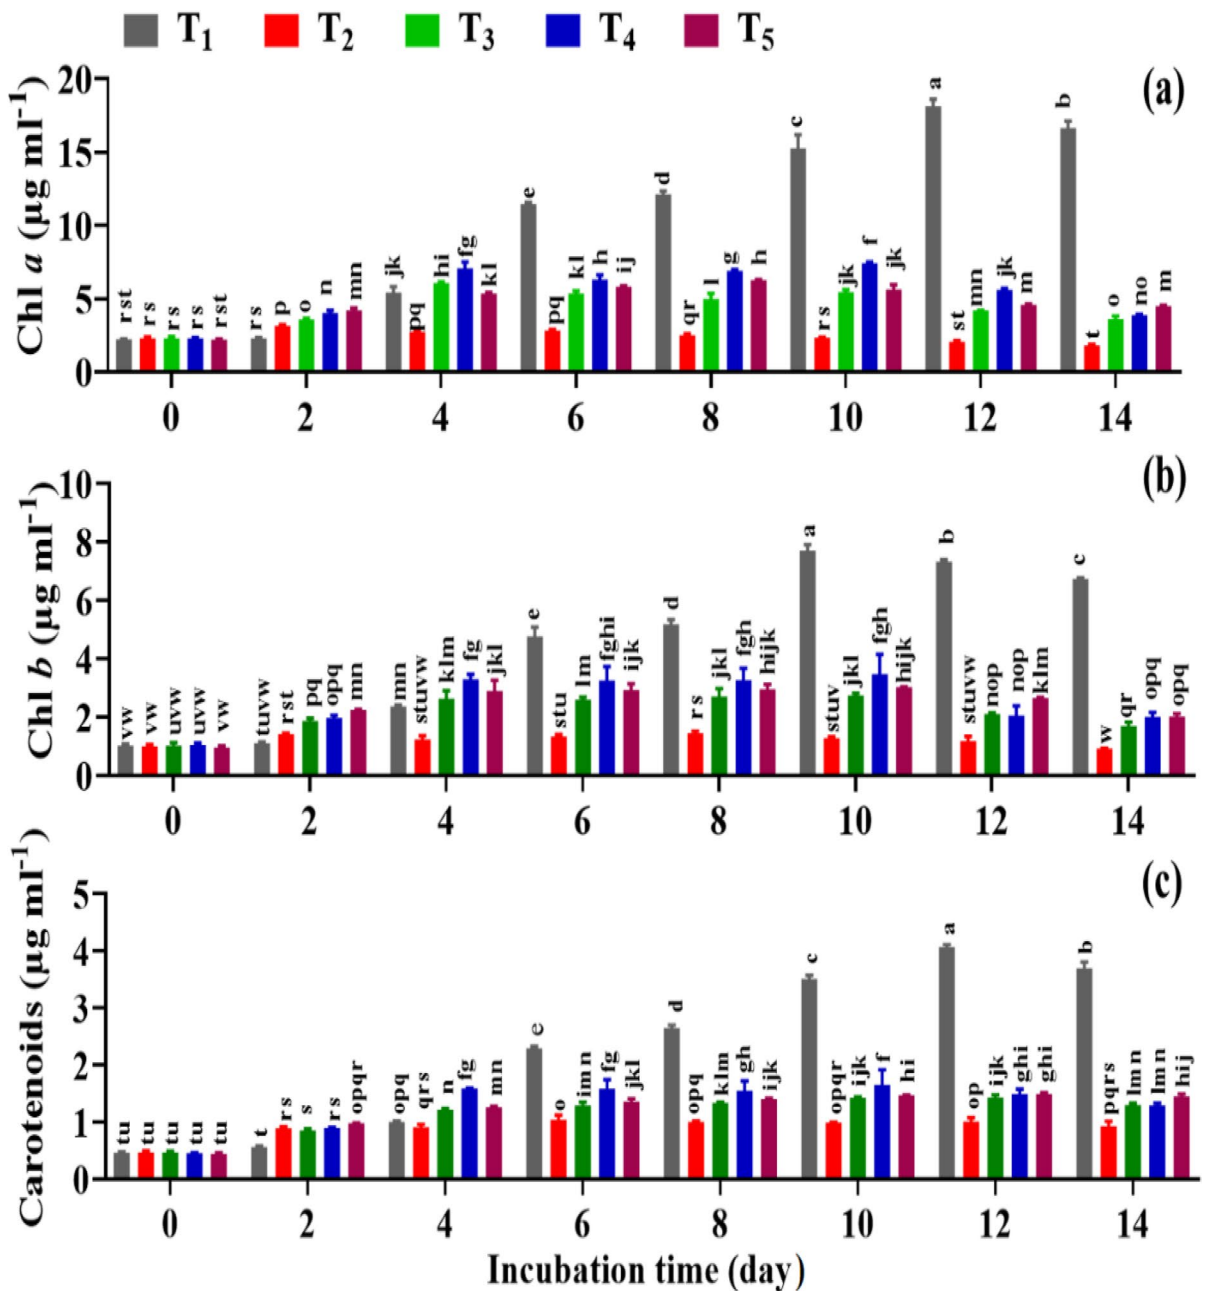 T1 T2 T3 T4 T5
(a)
Chl a (µg ml-1)
20
15
10
5
0
rst rs rs rs rst
rs p o n mn
jk pq hi fg kl
e pq kl h ij
d qr l g h
c rs jk f jk
a st mn jk m
b t o no m
0 2 4 6 8 10 12 14
(b)
Chl b (µg ml-1)
10
8
6
4
2
0
vw vw uvw uvw vw
tuvw rst pq opq mn
mn stuvw klm fg jkl
e stu lm fghi ijk
d rs jkl fgh hijk
a stuv jkl fgh hijk
b stuvw nop nop klm
c w qr opq opq
0 2 4 6 8 10 12 14
(c)
Carotenoids (µg ml-1)
5
4
3
2
1
0
tu tu tu tu tu
t rs s rs opqr
opq qrs n fg mn
e o imn fg jkl
d opq klm gh ijk
c opqr ijk f hi
a op ijk ghi ghi
b pqrs lmn lmn hij
0 2 4 6 8 10 12 14
Incubation time (day)